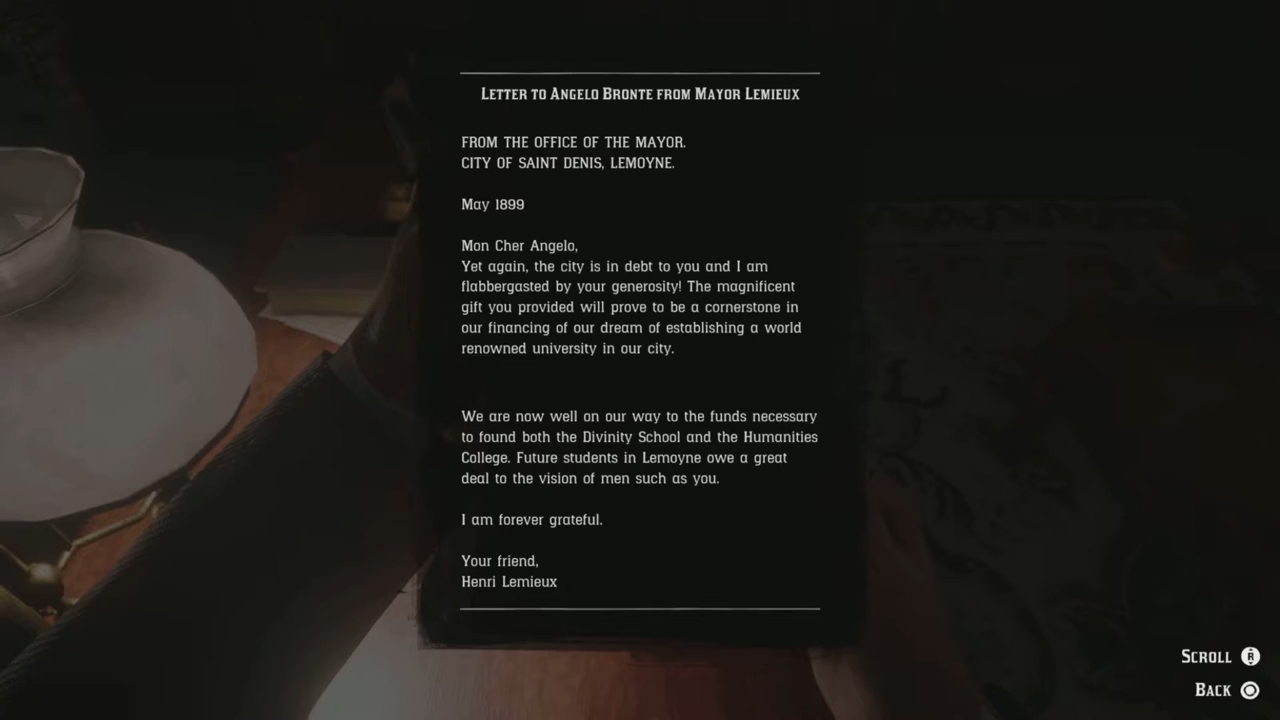 Letter to Angelo Bronte from Mayor Lemieux
FROM THE OFFICE OF THE MAYOR.
CITY OF SAINT DENIS, LEMOYNE.
May 1899
Mon Cher Angelo,
Yet again, the city is in debt to you and I am
flabbergasted by your generosity! The magnificent
gift you provided will prove to be a cornerstone in
our financing of our dream of establishing a world
renowned university in our city.
We are now well on our way to the funds necessary
to found both the Divinity School and the Humanities
College. Future students in Lemoyne owe a great
deal to the vision of men such as you.
I am forever grateful.
Your friend,
Henri Lemieux
Scroll R
Back